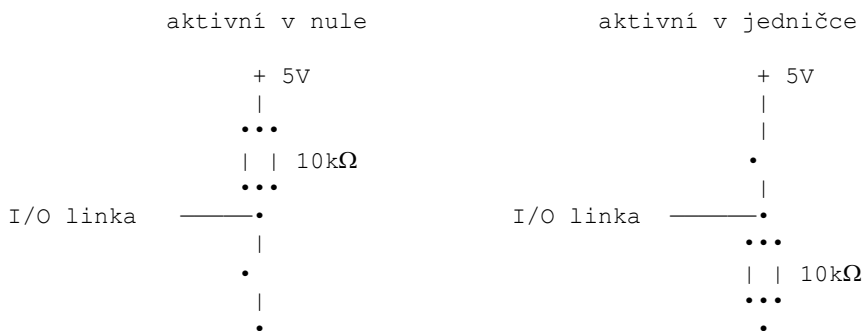 aktivní v nule aktivní v jedničce
+ 5V + 5V
10kΩ
I/O linka I/O linka
10kΩ